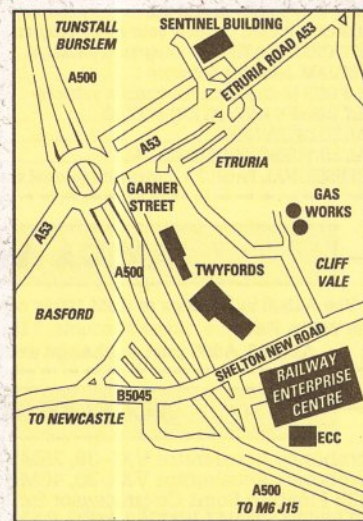 TUNSTALL
BURSLEM
SENTINEL BUILDING
A500
ETRURIA ROAD A53
A53
ETRURIA
GARNER
STREET
GAS
WORKS
A53
A500
TWYFORDS
CLIFF
VALE
BASFORD
SHELTON NEW ROAD
RAILWAY
ENTERPRISE
CENTRE
B5045
TO NEWCASTLE
ECC
A500
TO M6 J15